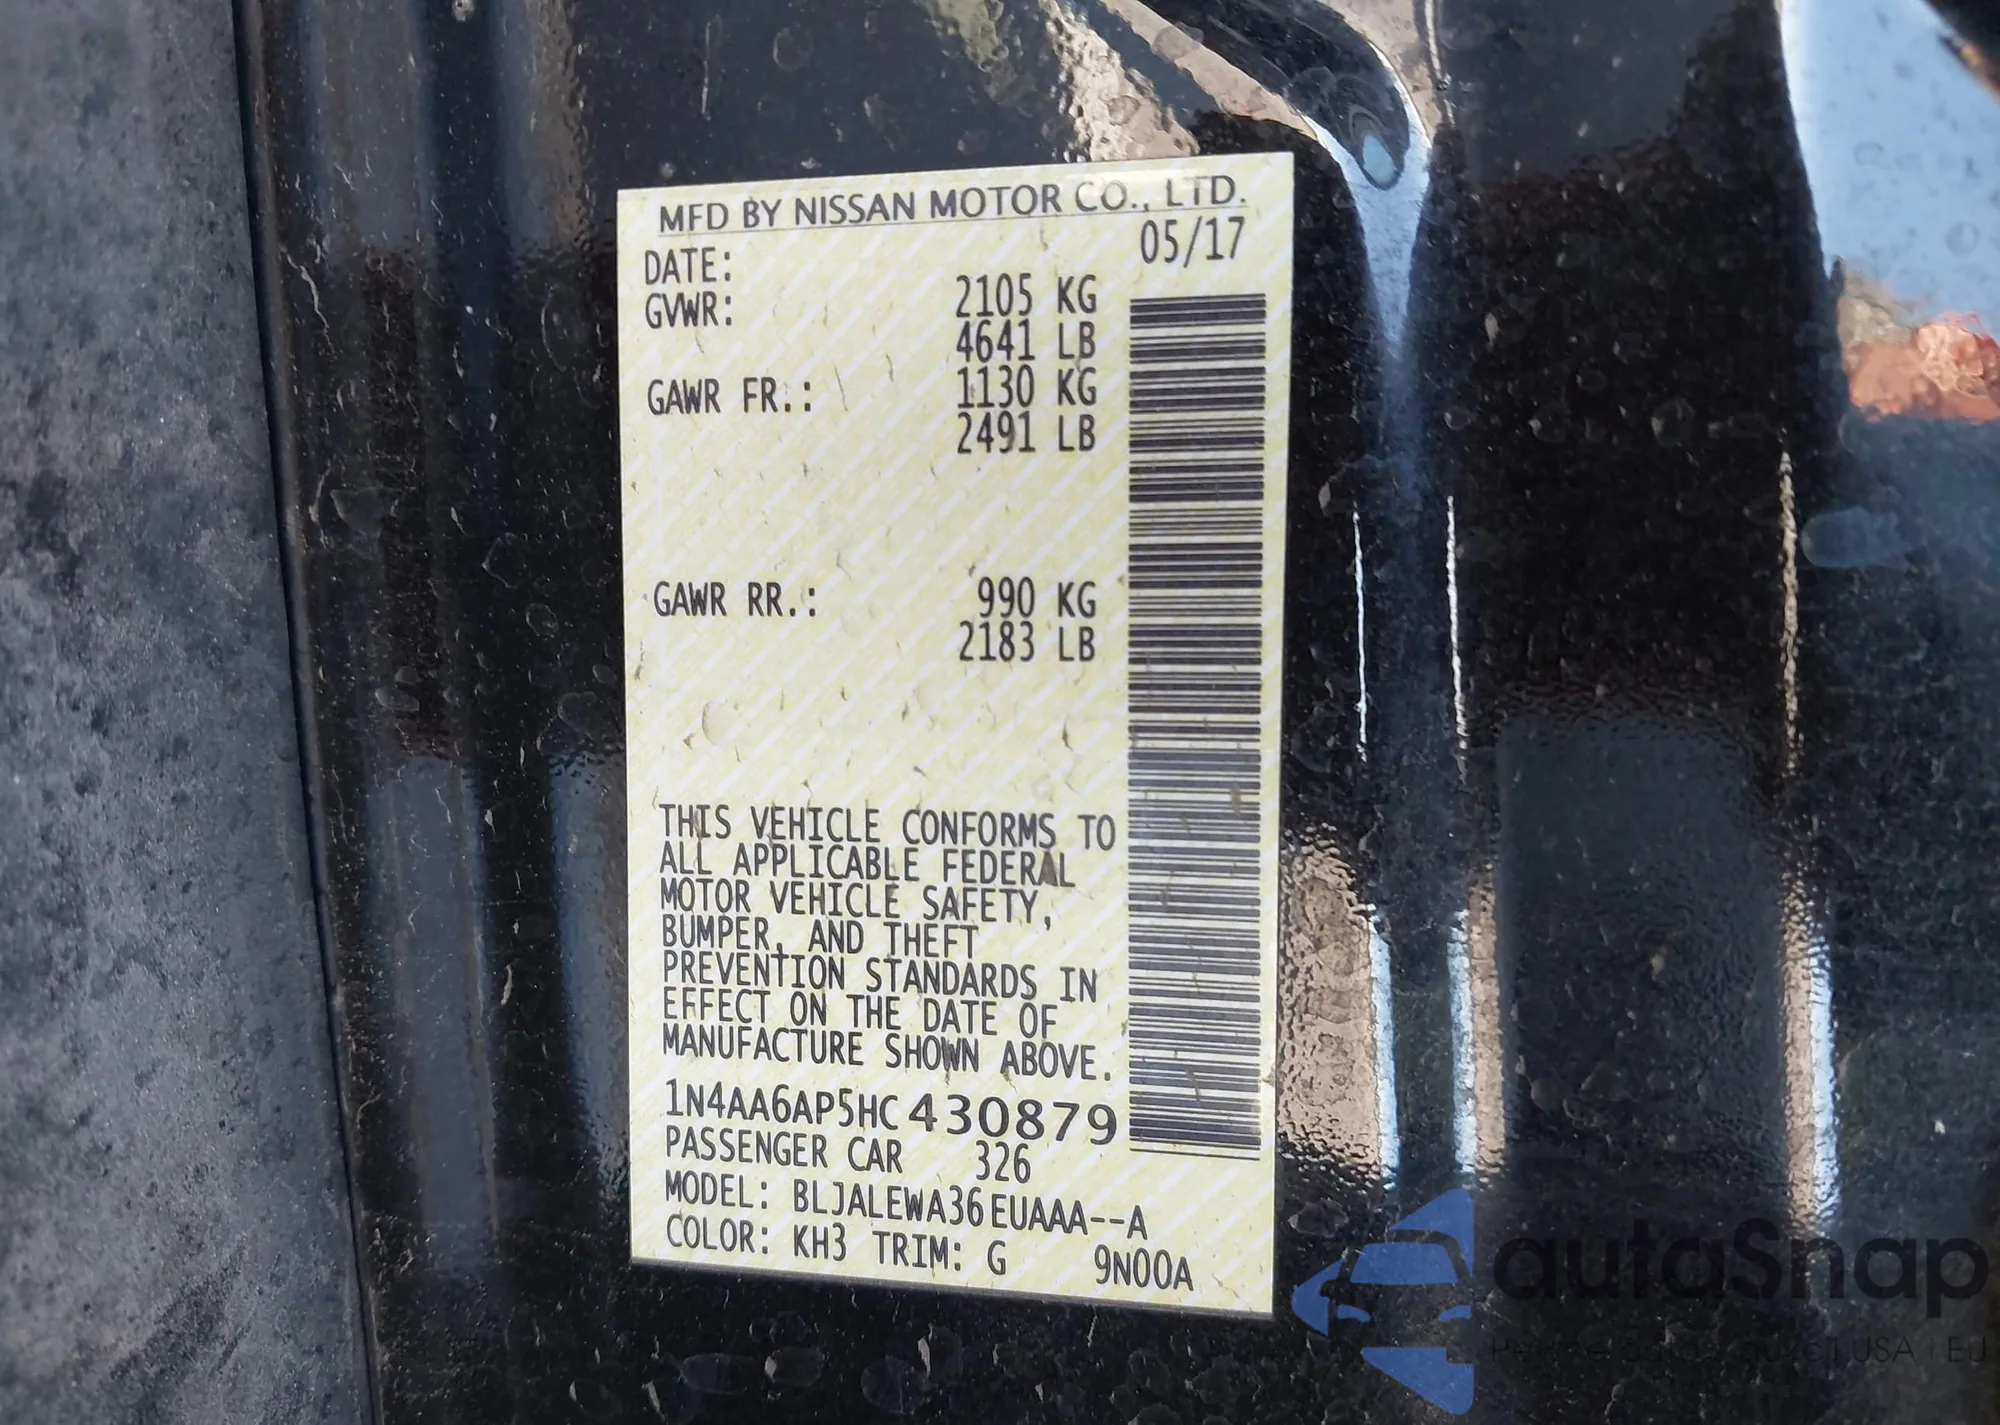 MFD BY NISSAN MOTOR CO., LTD.
DATE: 05/17
GVWR: 2105 KG
4641 LB
GAWR FR.: 1130 KG
2491 LB
GAWR RR.: 990 KG
2183 LB
THIS VEHICLE CONFORMS TO
ALL APPLICABLE FEDERAL
MOTOR VEHICLE SAFETY,
BUMPER, AND THEFT
PREVENTION STANDARDS IN
EFFECT ON THE DATE OF
MANUFACTURE SHOWN ABOVE.
1N4AA6AP5HC430879
PASSENGER CAR 326
MODEL: BLJALEWA36EUAAA--A
COLOR: KH3 TRIM: G 9N00A
autaSnap
USA i EU